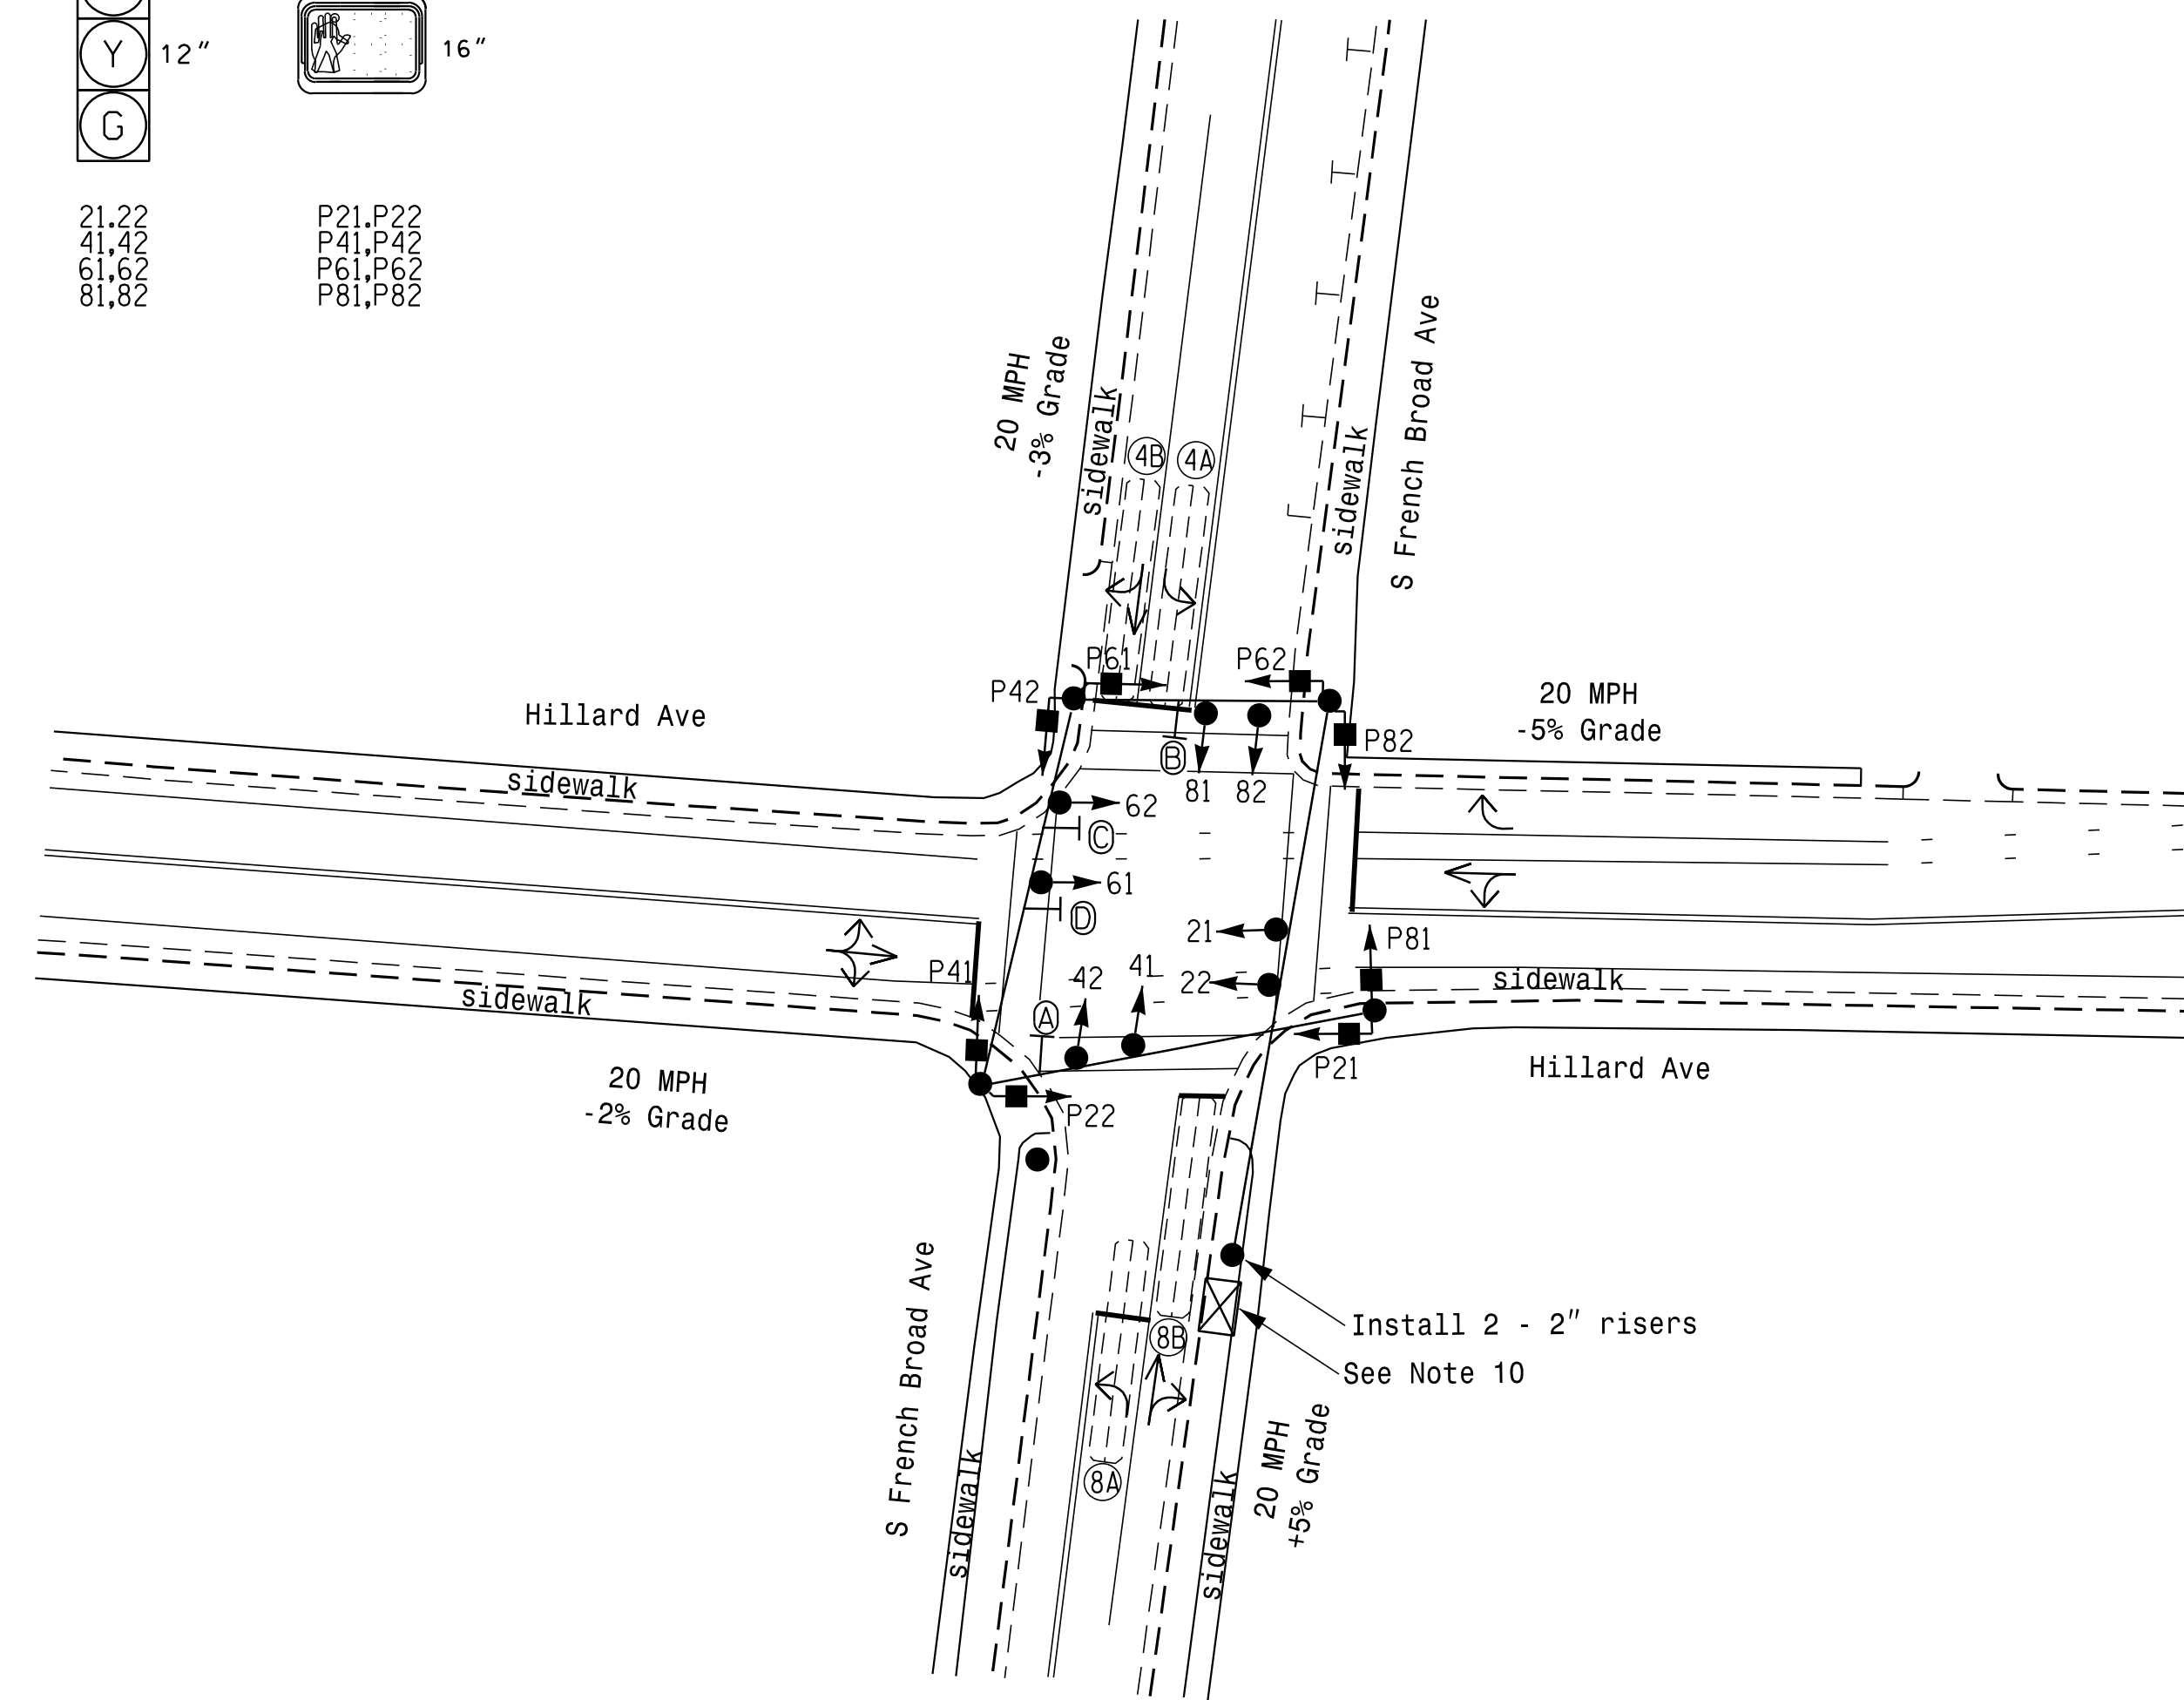 Y
12"
16"
G
21,22
P21,P22
41,42
P41,P42
61,62
P61,P62
81,82
P81,P82
20 MPH
-3% Grade
sidewalk
4B
4A
sidewalk
S French Broad Ave
P61
P62
P42
Hillard Ave
20 MPH
-5% Grade
P82
B
81
82
sidewalk
62
C
61
D
21
P81
P41
42
41
22
sidewalk
sidewalk
A
20 MPH
-2% Grade
P21
Hillard Ave
P22
S French Broad Ave
Install 2 - 2" risers
8B
See Note 10
8A
20 MPH
+5% Grade
sidewalk
sidewalk